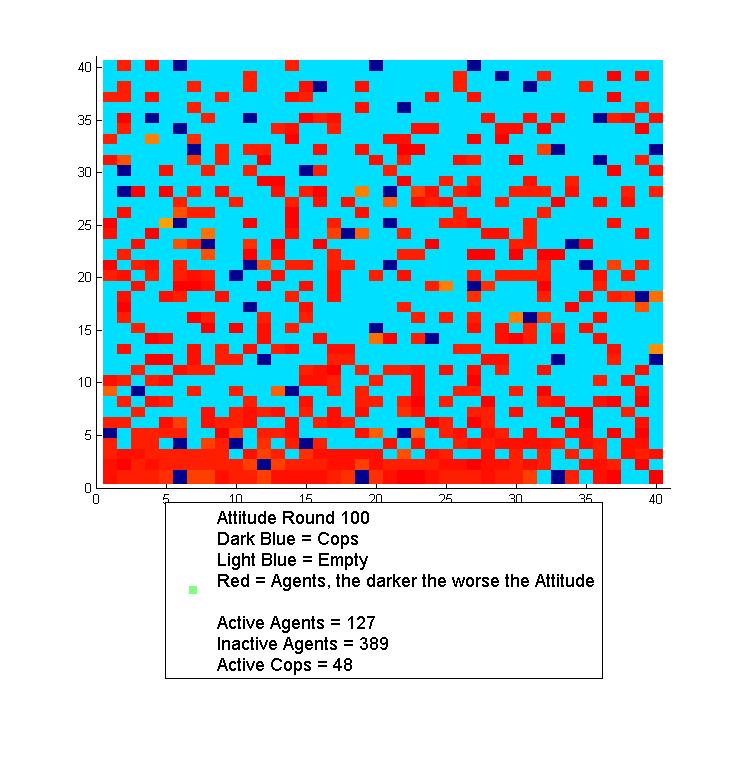 40
35
30
25
20
15
10
5
0
0 5 10 15 20 25 30 35 40
Attitude Round 100
Dark Blue = Cops
Light Blue = Empty
Red = Agents, the darker the worse the Attitude
Active Agents = 127
Inactive Agents = 389
Active Cops = 48